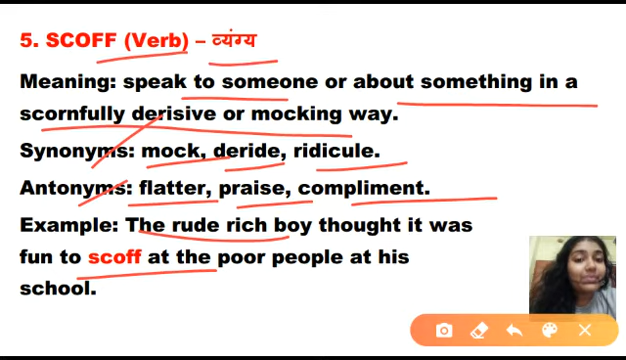 5. SCOFF (Verb) – व्यंग्य
Meaning: speak to someone or about something in a
scornfully derisive or mocking way.
Synonyms: mock, deride, ridicule.
Antonyms: flatter, praise, compliment.
Example: The rude rich boy thought it was
fun to scoff at the poor people at his
school.